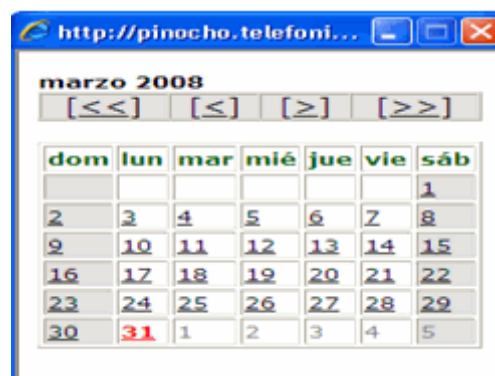 http://pinocho.telefoni...
marzo 2008
[<<] [<] [>] [>>]
dom lun mar mié jue vie sáb
1
2 3 4 5 6 7 8
9 10 11 12 13 14 15
16 17 18 19 20 21 22
23 24 25 26 27 28 29
30 31 1 2 3 4 5